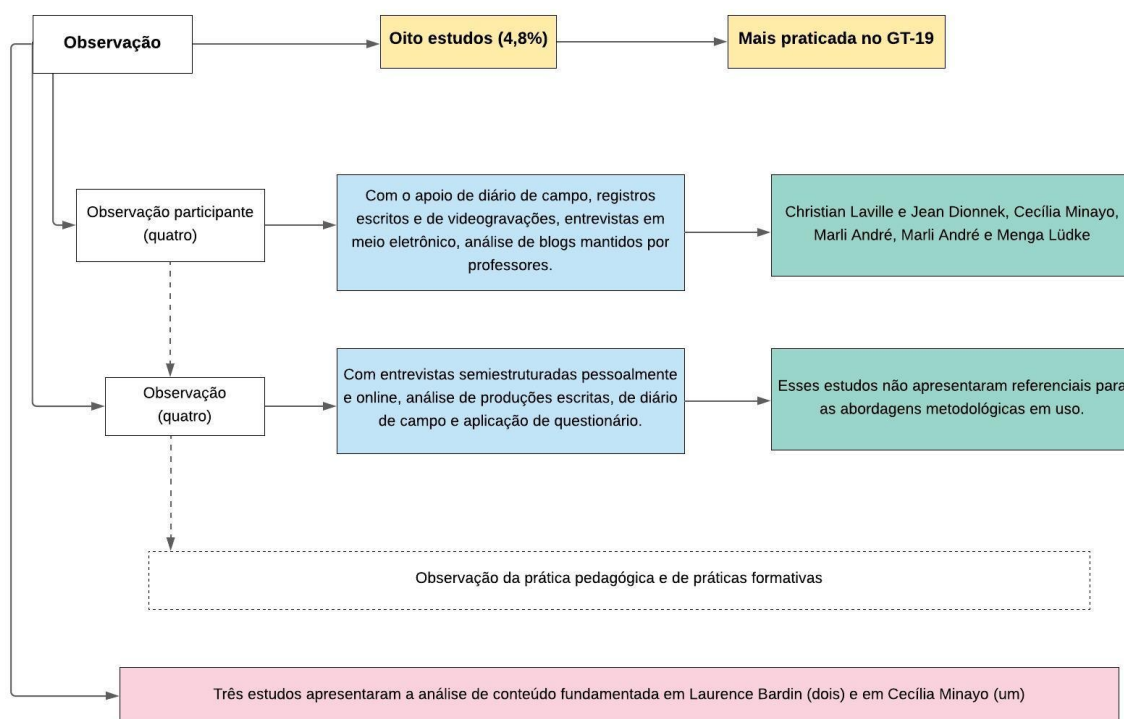 Observação
Oito estudos (4,8%)
Mais praticada no GT-19
Observação participante
(quatro)
Com o apoio de diário de campo, registros
escritos e de videogravações, entrevistas em
meio eletrônico, análise de blogs mantidos por
professores.
Christian Laville e Jean Dionnek, Cecília Minayo,
Marli André, Marli André e Menga Lüdke
Observação
(quatro)
Com entrevistas semiestruturadas pessoalmente
e online, análise de produções escritas, de diário
de campo e aplicação de questionário.
Esses estudos não apresentaram referenciais para
as abordagens metodológicas em uso.
Observação da prática pedagógica e de práticas formativas
Três estudos apresentaram a análise de conteúdo fundamentada em Laurence Bardin (dois) e em Cecília Minayo (um)